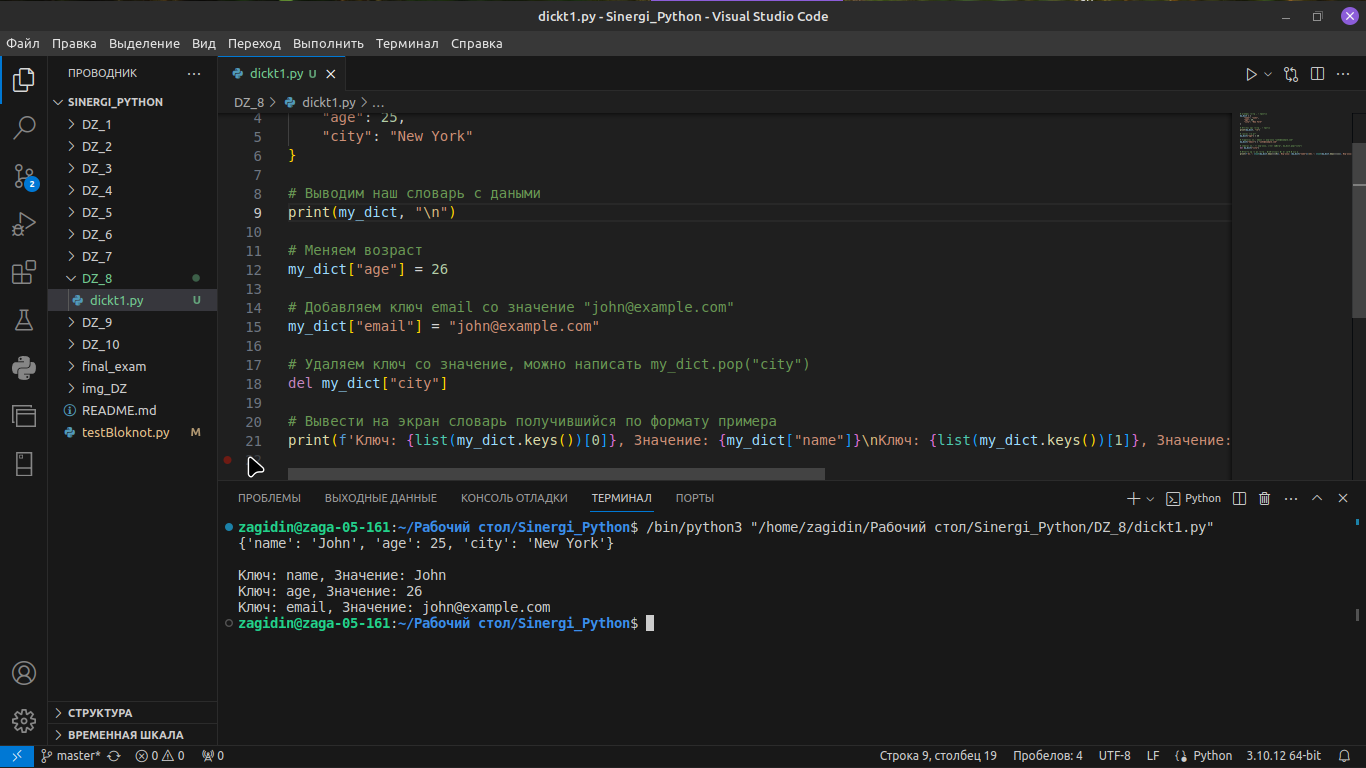 dickt1.py - Sinergi_Python - Visual Studio Code
Файл Правка Выделение Вид Переход Выполнить Терминал Справка
ПРОВОДНИК
SINERGI_PYTHON
DZ_1
DZ_2
DZ_3
DZ_4
DZ_5
DZ_6
DZ_7
DZ_8
dickt1.py U
DZ_9
DZ_10
final_exam
img_DZ
README.md
testBloknot.py M
СТРУКТУРА
ВРЕМЕННАЯ ШКАЛА
2
dickt1.py U
DZ_8 > dickt1.py > ...
4 "age": 25,
5 "city": "New York"
6 }
7
8 # Выводим наш словарь с даными
9 print(my_dict, "\n")
10
11 # Меняем возраст
12 my_dict["age"] = 26
13
14 # Добавляем ключ email со значение "john@example.com"
15 my_dict["email"] = "john@example.com"
16
17 # Удаляем ключ со значение, можно написать my_dict.pop("city")
18 del my_dict["city"]
19
20 # Вывести на экран словарь получившийся по формату примера
21 print(f'Ключ: {list(my_dict.keys())[0]}, Значение: {my_dict["name"]}\nКлюч: {list(my_dict.keys())[1]}, Значение:
22
ПРОБЛЕМЫ ВЫХОДНЫЕ ДАННЫЕ КОНСОЛЬ ОТЛАДКИ ТЕРМИНАЛ ПОРТЫ Python
zagidin@zaga-05-161:~/Рабочий стол/Sinergi_Python$ /bin/python3 "/home/zagidin/Рабочий стол/Sinergi_Python/DZ_8/dickt1.py"
{'name': 'John', 'age': 25, 'city': 'New York'}
Ключ: name, Значение: John
Ключ: age, Значение: 26
Ключ: email, Значение: john@example.com
zagidin@zaga-05-161:~/Рабочий стол/Sinergi_Python$
master* 0 0 0 Строка 9, столбец 19 Пробелов: 4 UTF-8 LF Python 3.10.12 64-bit